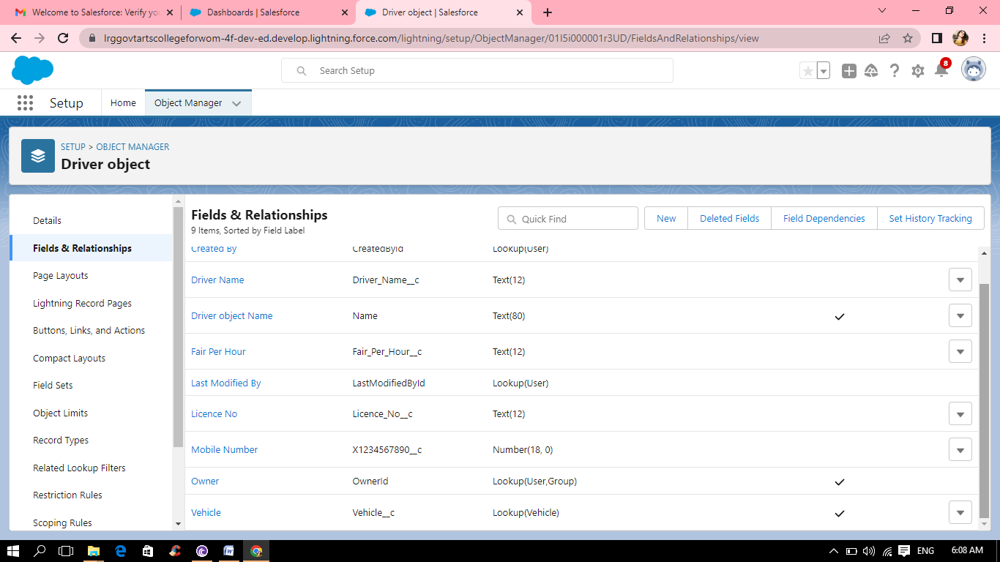 Welcome to Salesforce: Verify yo
Dashboards | Salesforce
Driver object | Salesforce
lrggovtartscollegeforwom-4f-dev-ed.develop.lightning.force.com/lightning/setup/ObjectManager/01I5i000001r3UD/FieldsAndRelationships/view
Search Setup
8
Setup
Home
Object Manager
SETUP > OBJECT MANAGER
Driver object
Details
Fields & Relationships
Page Layouts
Lightning Record Pages
Buttons, Links, and Actions
Compact Layouts
Field Sets
Object Limits
Record Types
Related Lookup Filters
Restriction Rules
Scoping Rules
Fields & Relationships
9 Items, Sorted by Field Label
Quick Find
New
Deleted Fields
Field Dependencies
Set History Tracking
Created By CreatedById Lookup(User)
Driver Name Driver_Name__c Text(12)
Driver object Name Name Text(80)
Fair Per Hour Fair_Per_Hour__c Text(12)
Last Modified By LastModifiedById Lookup(User)
Licence No Licence_No__c Text(12)
Mobile Number X1234567890__c Number(18, 0)
Owner OwnerId Lookup(User,Group)
Vehicle Vehicle__c Lookup(Vehicle)
ENG
6:08 AM